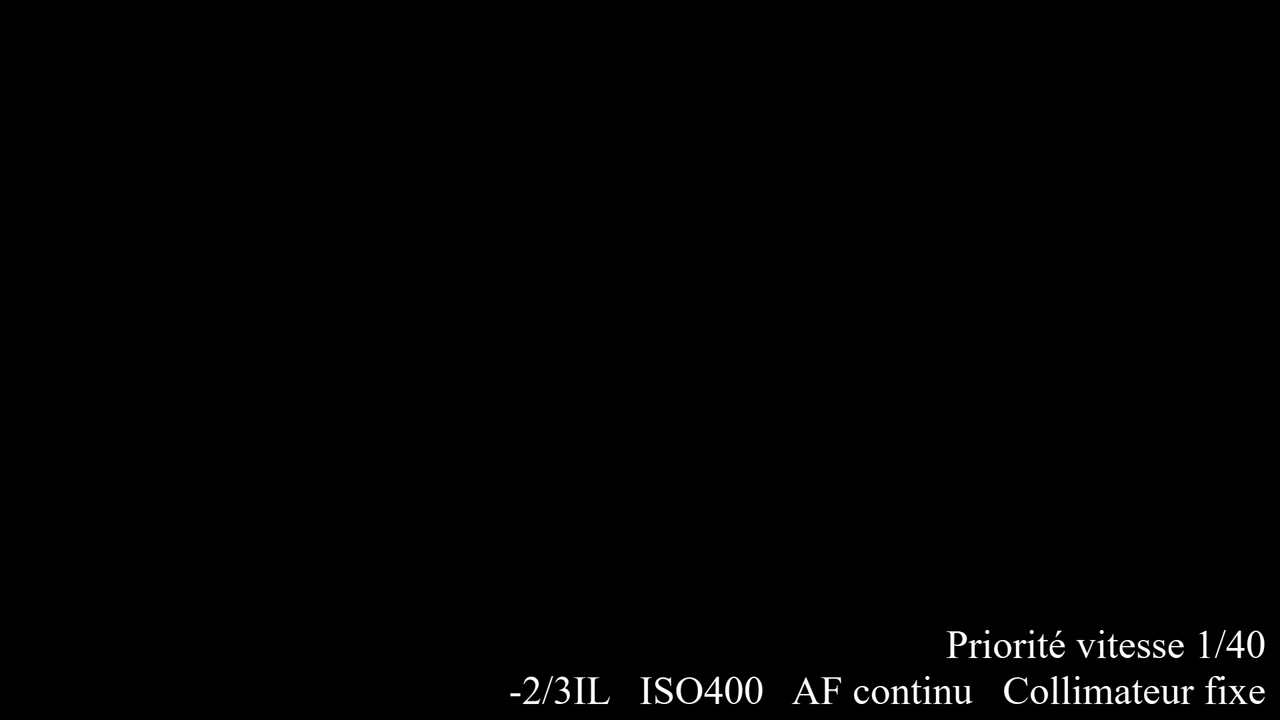 Priorité vitesse 1/40
-2/3IL ISO400 AF continu Collimateur fixe